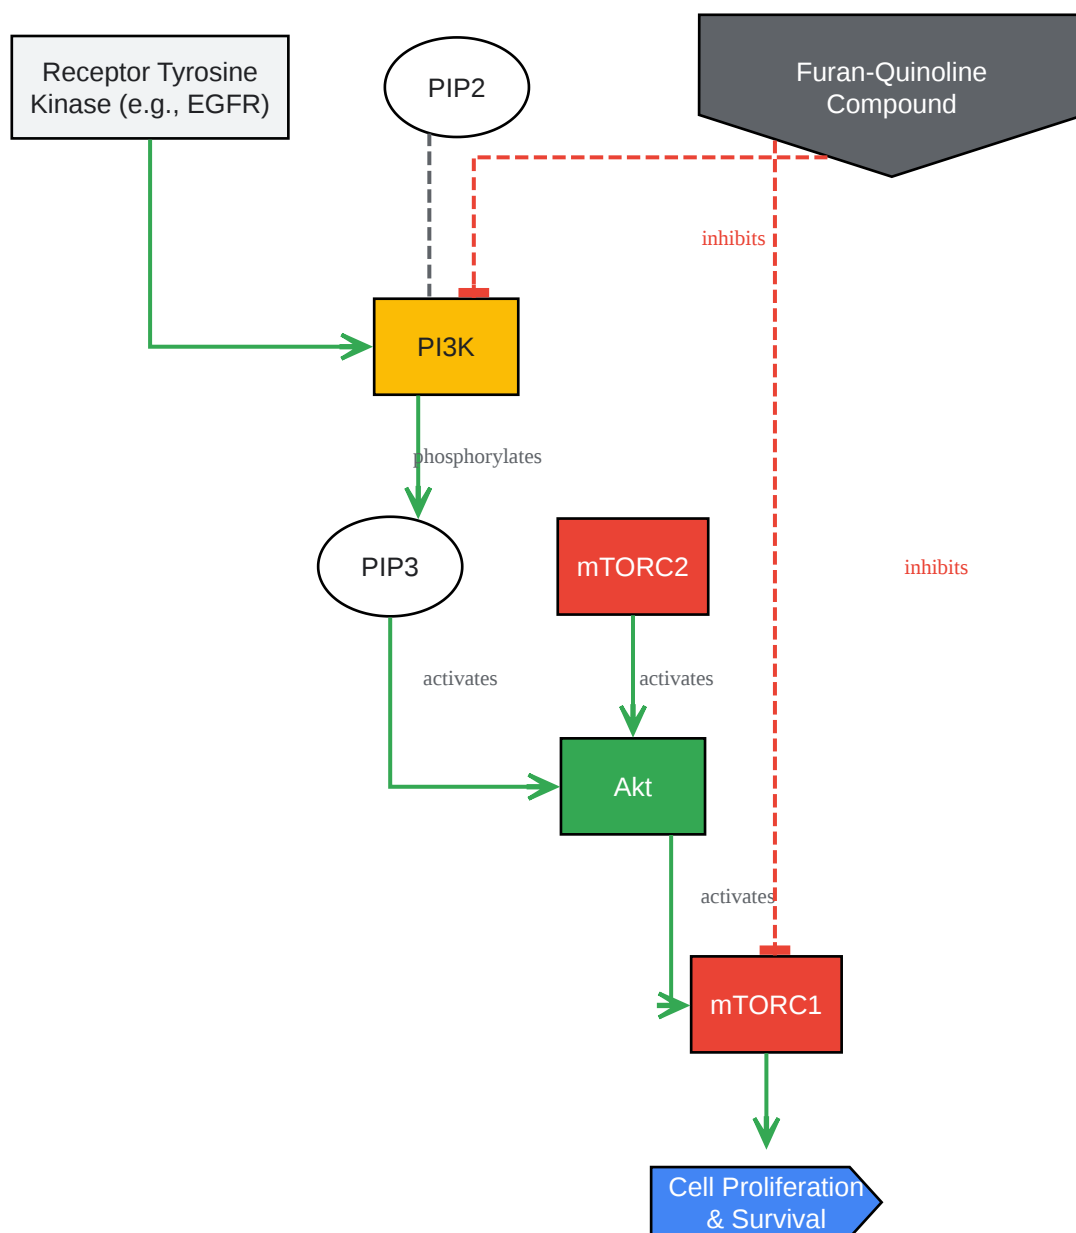 Receptor Tyrosine
Kinase (e.g., EGFR)
PIP2
Furan-Quinoline
Compound
inhibits
PI3K
phosphorylates
PIP3
mTORC2
inhibits
activates
activates
Akt
activates
mTORC1
Cell Proliferation
& Survival